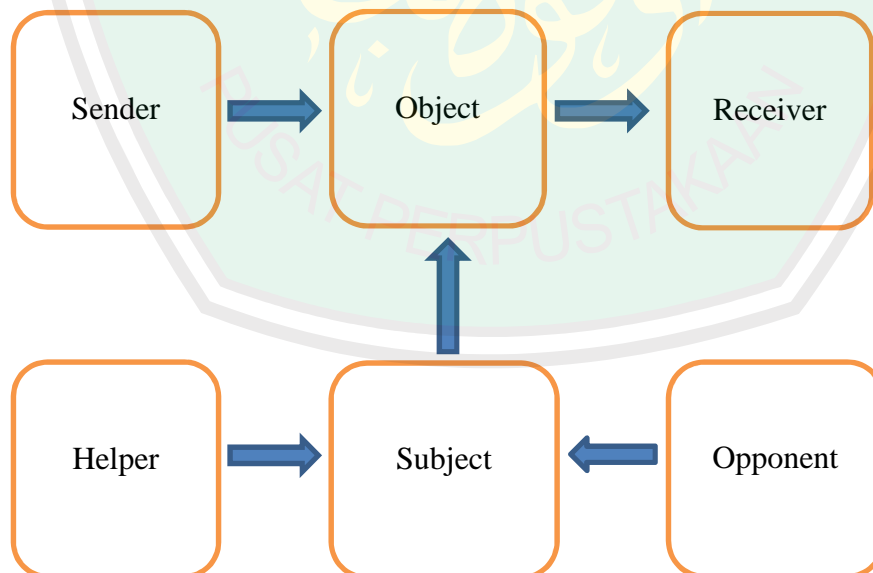 Sender
Object
Receiver
PUSAT PERPUSTAKAAN
Helper
Subject
Opponent